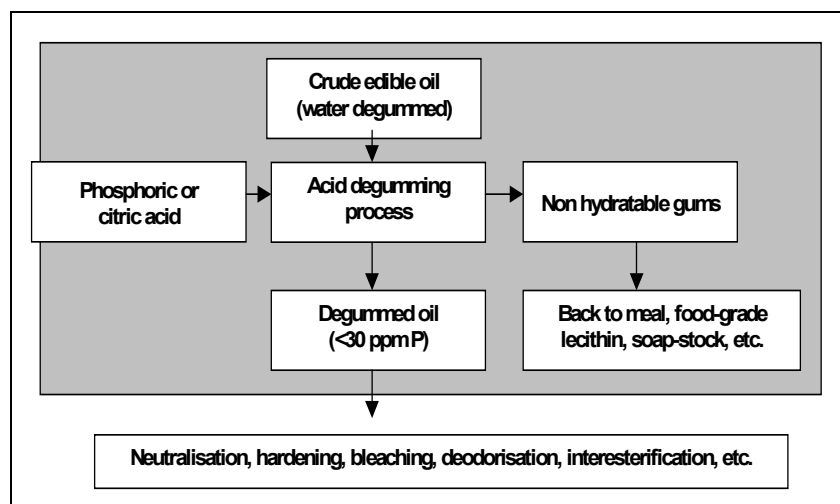 Crude edible oil
(water degummed)
Phosphoric or
citric acid
Acid degumming
process
Non hydratable gums
Degummed oil
(<30 ppm P)
Back to meal, food-grade
lecithin, soap-stock, etc.
Neutralisation, hardening, bleaching, deodorisation, interesterification, etc.